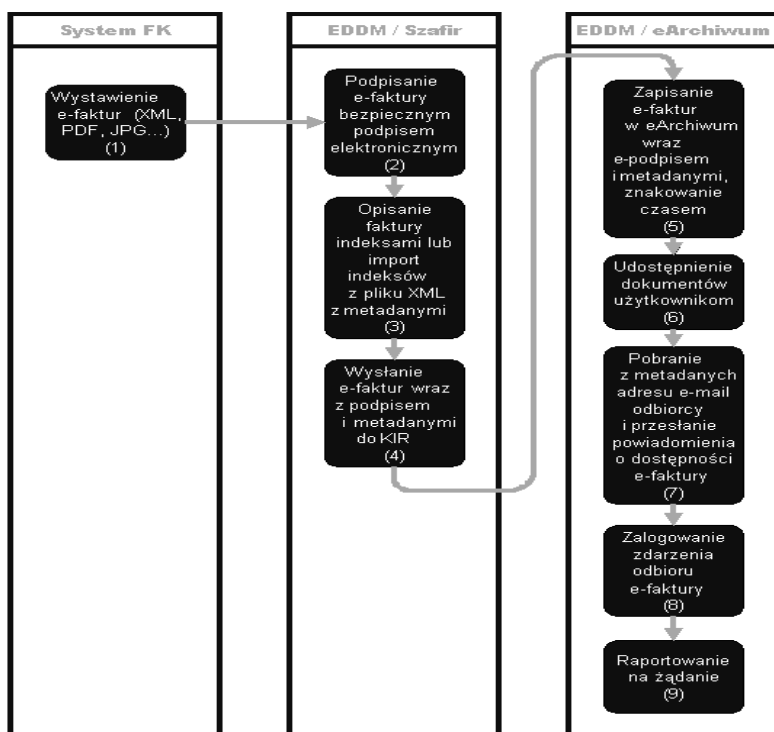 System FK
Wystawienie
e-faktur (XML,
PDF, JPG...)
(1)
EDDM / Szafir
Podpisanie
e-faktury
bezpiecznym
podpisem
elektronicznym
(2)
Opisanie
faktury
indeksami lub
import
indeksów
z pliku XML
z metadanymi
(3)
Wysłanie
e-faktur wraz
z podpisem
i metadanymi
do KIR
(4)
EDDM / eArchiwum
Zapisanie
e-faktur
w eArchiwum
wraz
e-podpisem
i metadanymi,
znakowanie
czasem
(5)
Udostępnienie
dokumentów
użytkownikom
(6)
Pobranie
z metadanych
adresu e-mail
odbiorcy
i przesłanie
powiadomienia
o dostępności
e-faktury
(7)
Zalogowanie
zdarzenia
odbioru
e-faktury
(8)
Raportowanie
na żądanie
(9)